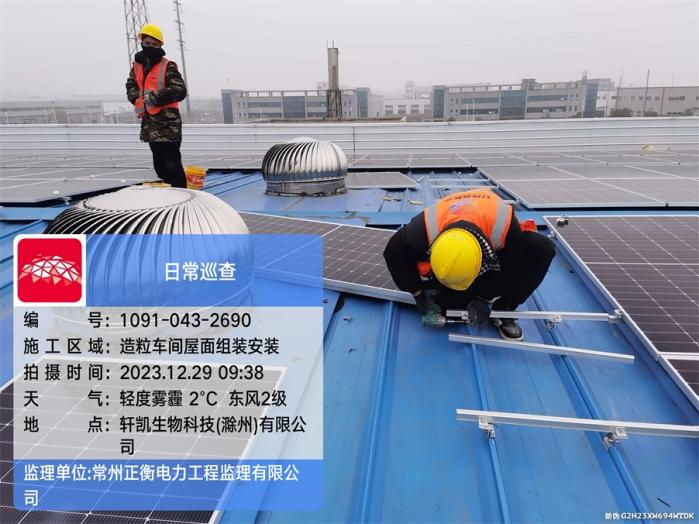 日常巡查
编 号: 1091-043-2690
施工区域: 造粒车间屋面组装安装
拍摄时间: 2023.12.29 09:38
天 气: 轻度雾霾 2°C 东风2级
地 点: 轩凯生物科技(滁州)有限公
司
监理单位:常州正衡电力工程监理有限公
司
防伪 G2H23XW694WTDK